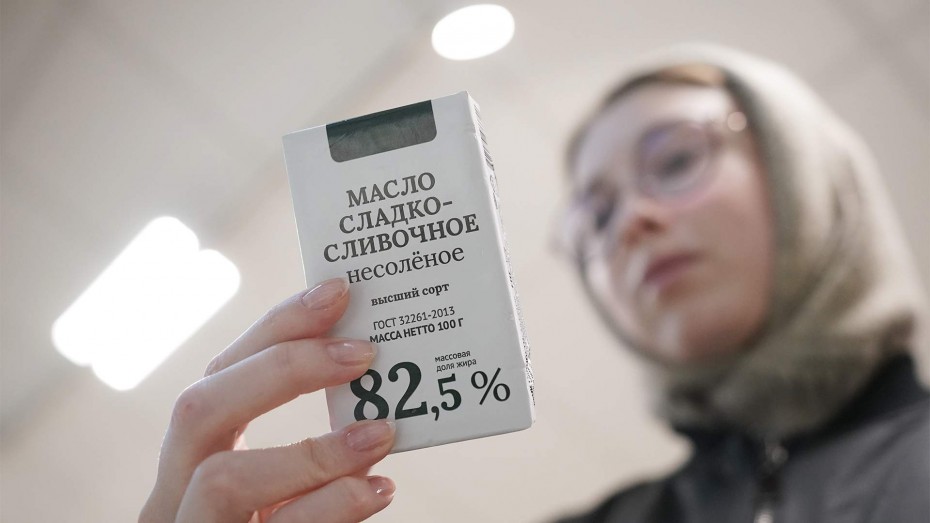 МАСЛО
СЛАДКО-
СЛИВОЧНОЕ
несолёное
высший сорт
ГОСТ 32261-2013
МАССА НЕТТО 100 Г
массовая
доля жира
82,5 %